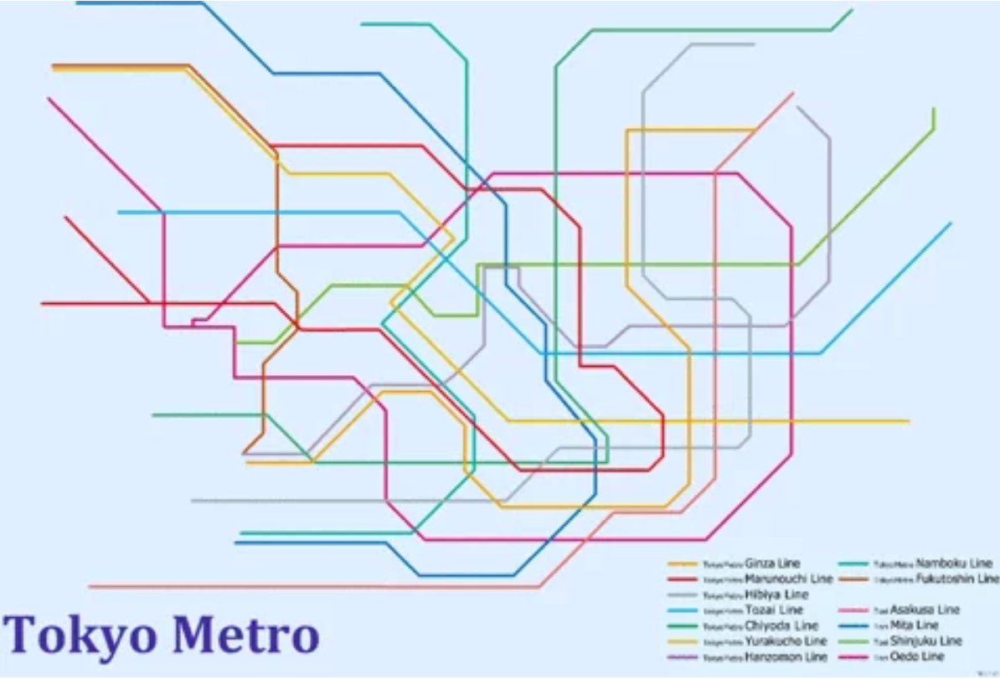 Tokyo Metro
Tokyo Metro Ginza Line
Tokyo Metro Marunouchi Line
Tokyo Metro Hibiya Line
Tokyo Metro Tozai Line
Tokyo Metro Chiyoda Line
Tokyo Metro Yurakucho Line
Tokyo Metro Hanzomon Line
Tokyo Metro Namboku Line
Tokyo Metro Fukutoshin Line
Toei Asakusa Line
Toei Mita Line
Toei Shinjuku Line
Toei Oedo Line